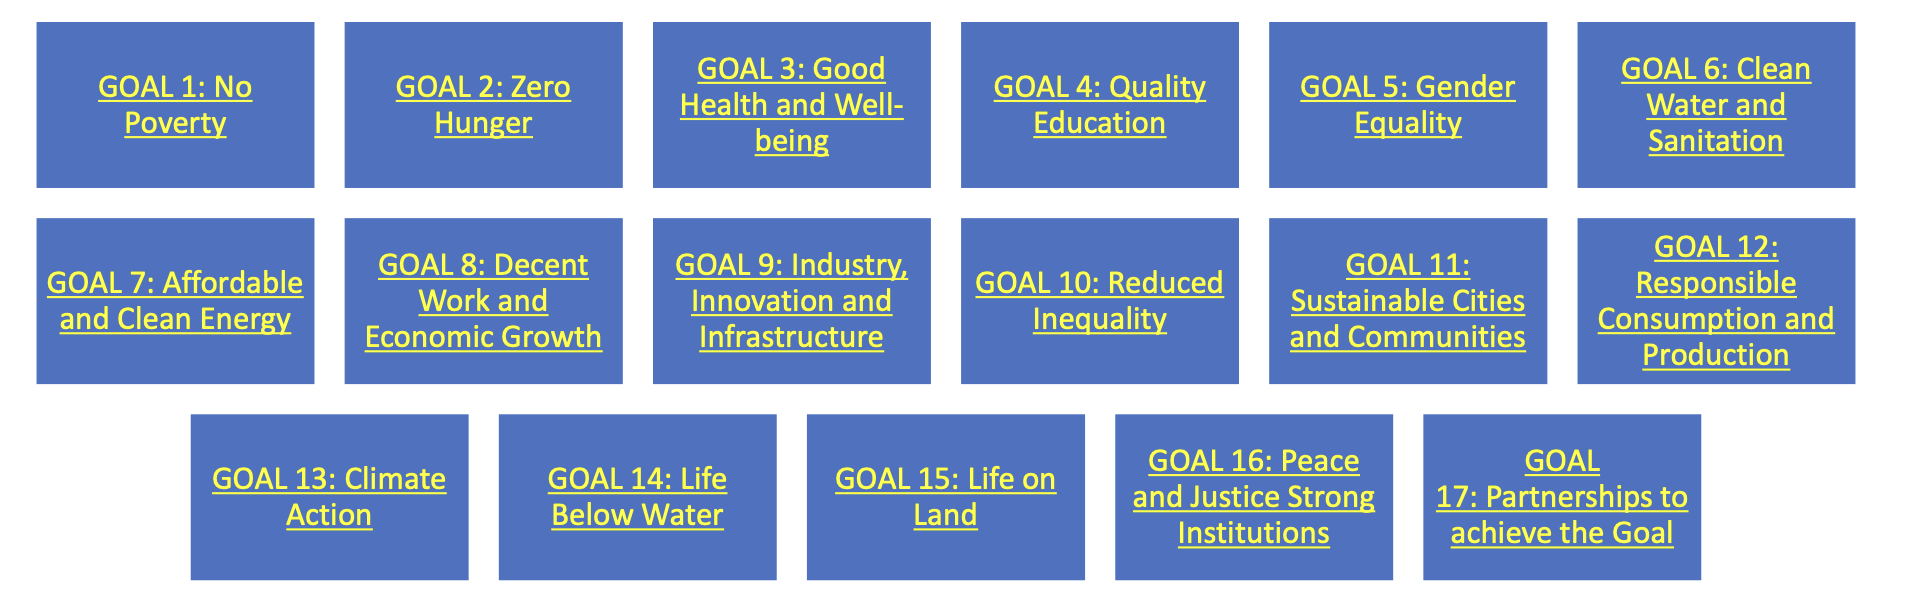 GOAL 1: No
Poverty
GOAL 2: Zero
Hunger
GOAL 3: Good
Health and Well-
being
GOAL 4: Quality
Education
GOAL 5: Gender
Equality
GOAL 6: Clean
Water and
Sanitation
GOAL 7: Affordable
and Clean Energy
GOAL 8: Decent
Work and
Economic Growth
GOAL 9: Industry,
Innovation and
Infrastructure
GOAL 10: Reduced
Inequality
GOAL 11:
Sustainable Cities
and Communities
GOAL 12:
Responsible
Consumption and
Production
GOAL 13: Climate
Action
GOAL 14: Life
Below Water
GOAL 15: Life on
Land
GOAL 16: Peace
and Justice Strong
Institutions
GOAL
17: Partnerships to
achieve the Goal